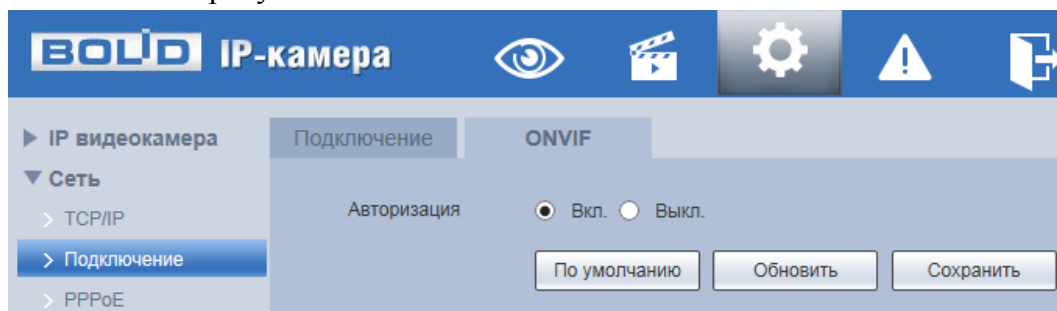 BOLID IP-камера
IP видеокамера
Подключение ONVIF
Сеть
Авторизация Вкл. Выкл.
TCP/IP
Подключение
По умолчанию Обновить Сохранить
PPPoE